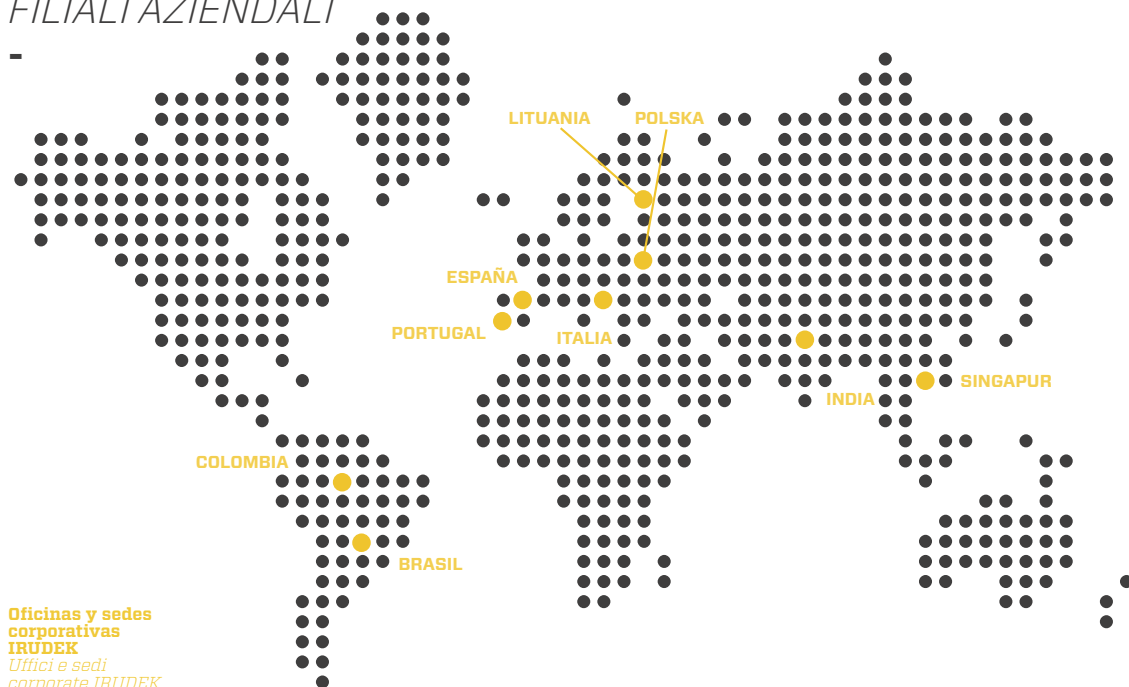 FILIALI AZIENDALI
-
LITUANIA
POLSKA
ESPAÑA
PORTUGAL
ITALIA
SINGAPUR
INDIA
COLOMBIA
BRASIL
Oficinas y sedes
corporativas
IRUDEK
Uffici e sedi
corporate IRUDEK